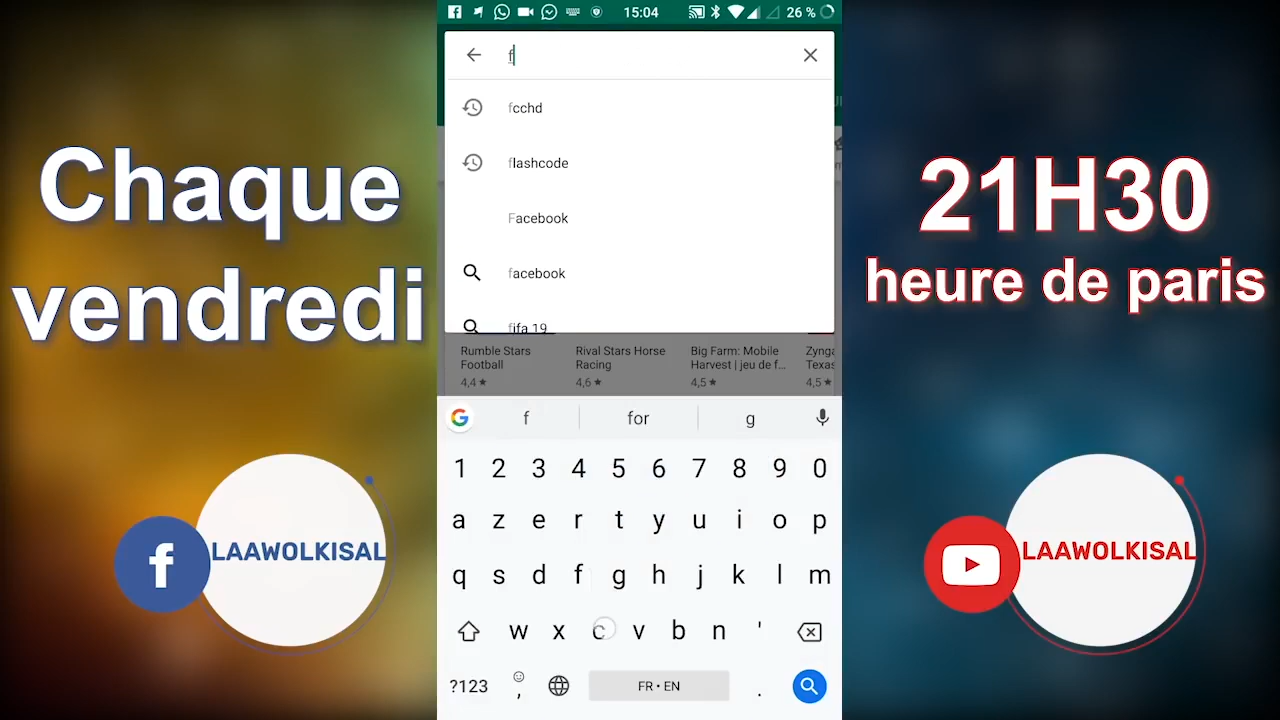 Chaque
vendredi
LAAWOLKISAL
15:04
26 %
f
fcchd
flashcode
Facebook
facebook
fifa 19
Rumble Stars
Football
4,4 ★
Rival Stars Horse
Racing
4,6 ★
Big Farm: Mobile
Harvest | jeu de f...
4,5 ★
Zynga
Texas
4,5 ★
f for g
1 2 3 4 5 6 7 8 9 0
a z e r t y u i o p
q s d f g h j k l m
w x c v b n '
?123 , FR • EN .
21H30
heure de paris
LAAWOLKISAL